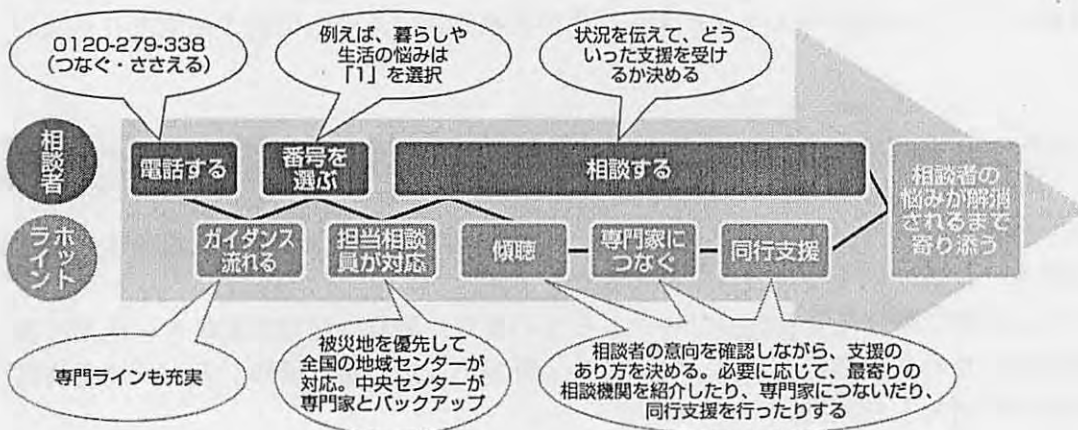 0120-279-338
(つなぐ・ささえる)
例えば、暮らしや
生活の悩みは
「1」を選択
状況を伝えて、どう
いった支援を受け
るか決める
相談者
電話する
番号を
選ぶ
相談する
相談者の
悩みが解消
されるまで
寄り添う
ホット
ライン
ガイダンス
流れる
担当相談
員が対応
傾聴
専門家に
つなぐ
同行支援
専門ラインも充実
被災地を優先して
全国の地域センターが
対応。中央センターが
専門家とバックアップ
相談者の意向を確認しながら、支援の
あり方を決める。必要に応じて、最寄りの
相談機関を紹介したり、専門家につないだり、
同行支援を行ったりする